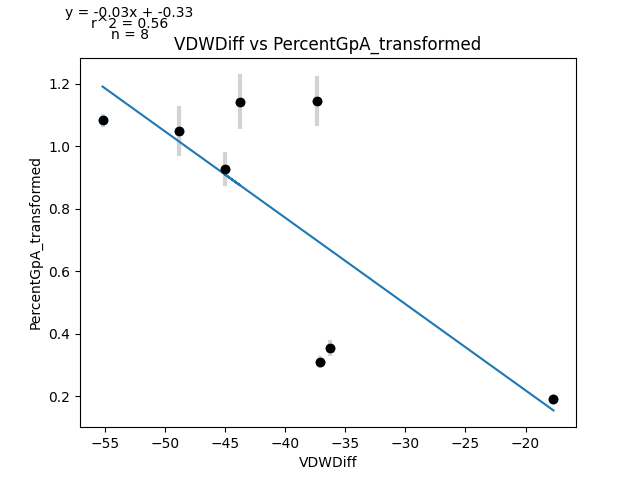 y = -0.03x + -0.33
r^2 = 0.56
n = 8
VDWDiff vs PercentGpA_transformed
1.2
1.0
0.8
0.6
0.4
0.2
PercentGpA_transformed
−55
−50
−45
−40
−35
−30
−25
−20
VDWDiff